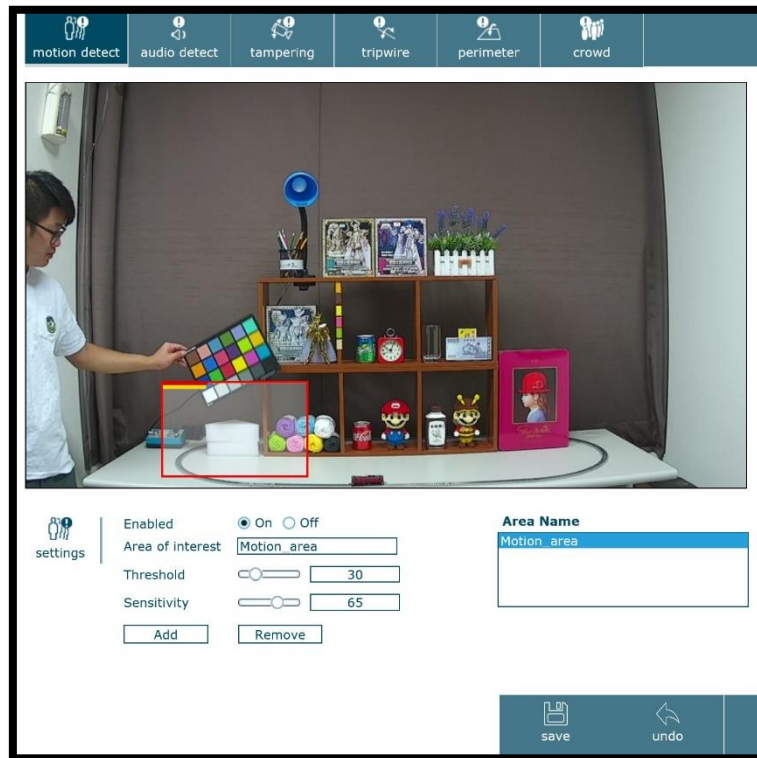 motion detect
audio detect
tampering
tripwire
perimeter
crowd
settings
Enabled
On
Off
Area of interest
Motion_area
Threshold
30
Sensitivity
65
Add
Remove
Area Name
Motion_area
save
undo